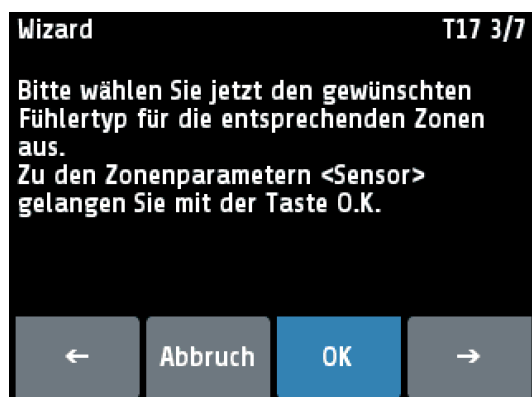 Wizard T17 3/7
Bitte wählen Sie jetzt den gewünschten
Fühlertyp für die entsprechenden Zonen
aus.
Zu den Zonenparametern <Sensor>
gelangen Sie mit der Taste O.K.
← Abbruch OK →